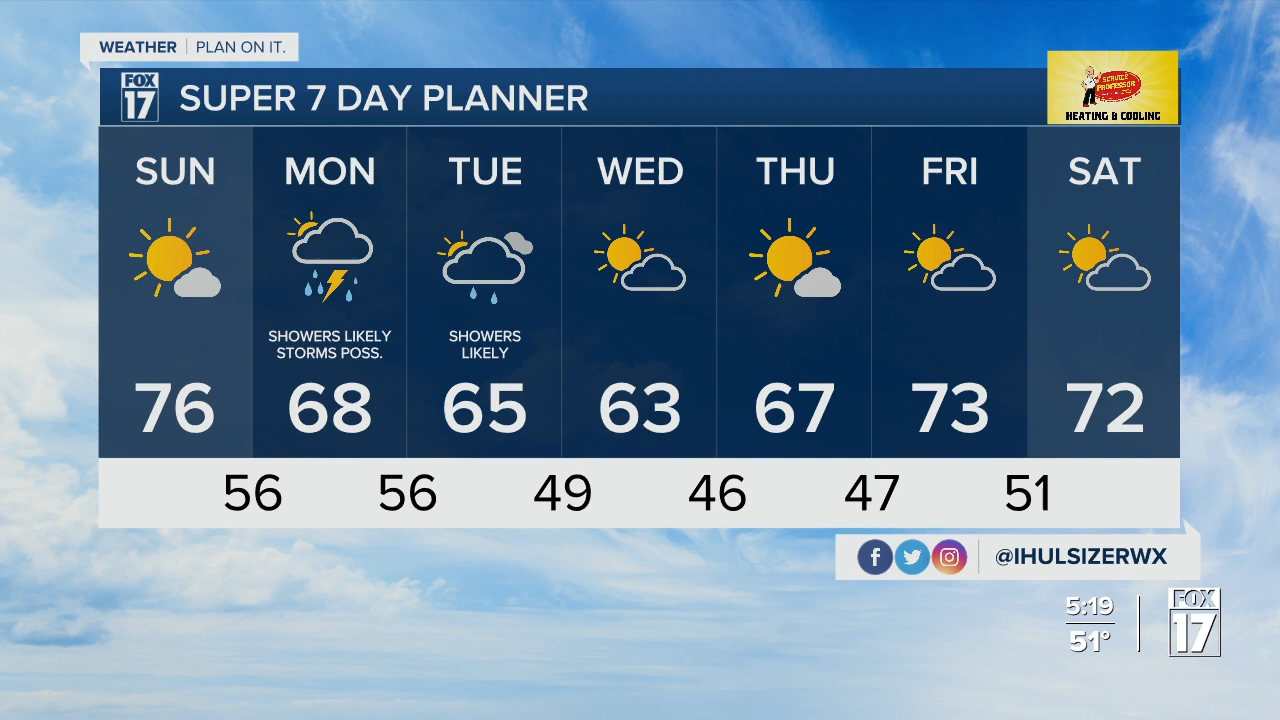 WEATHER | PLAN ON IT.
FOX
17
SUPER 7 DAY PLANNER
SERVICE
PROFESSOR
HEATING & COOLING
SUN MON TUE WED THU FRI SAT
SHOWERS LIKELY
STORMS POSS.
SHOWERS
LIKELY
76 68 65 63 67 73 72
56 56 49 46 47 51
@IHULSIZERWX
5:19
51°
FOX
17